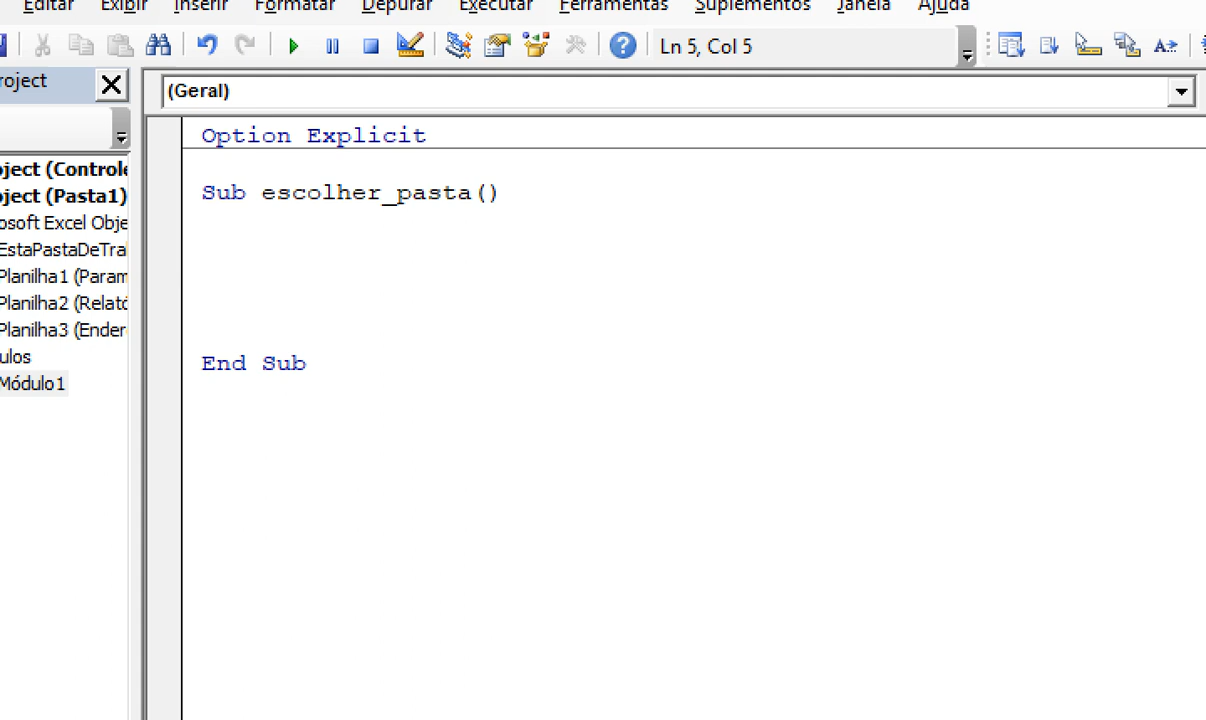 Editar Exibir Inserir Formatar Depurar Executar Ferramentas Suplementos Janela Ajuda
Ln 5, Col 5
roject
(Geral)
Option Explicit
Sub escolher_pasta()
End Sub
oject (Controle
oject (Pasta1)
osoft Excel Obje
EstaPastaDeTra
Planilha1 (Param
Planilha2 (Relató
Planilha3 (Ender
ulos
Módulo1